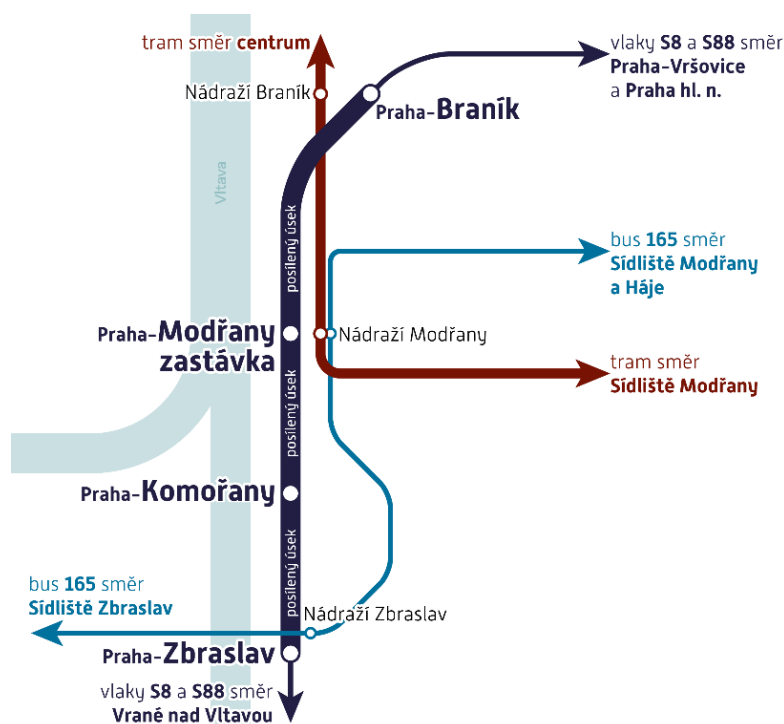 tram směr centrum
vlaky S8 a S88 směr
Praha-Vršovice
a Praha hl. n.
Nádraží Braník
Praha-Braník
Vltava
posílený úsek
bus 165 směr
Sídliště Modřany
a Háje
Praha-Modřany
zastávka
Nádraží Modřany
tram směr
Sídliště Modřany
posílený úsek
Praha-Komořany
posílený úsek
bus 165 směr
Sídliště Zbraslav
Nádraží Zbraslav
Praha-Zbraslav
vlaky S8 a S88 směr
Vrané nad Vltavou